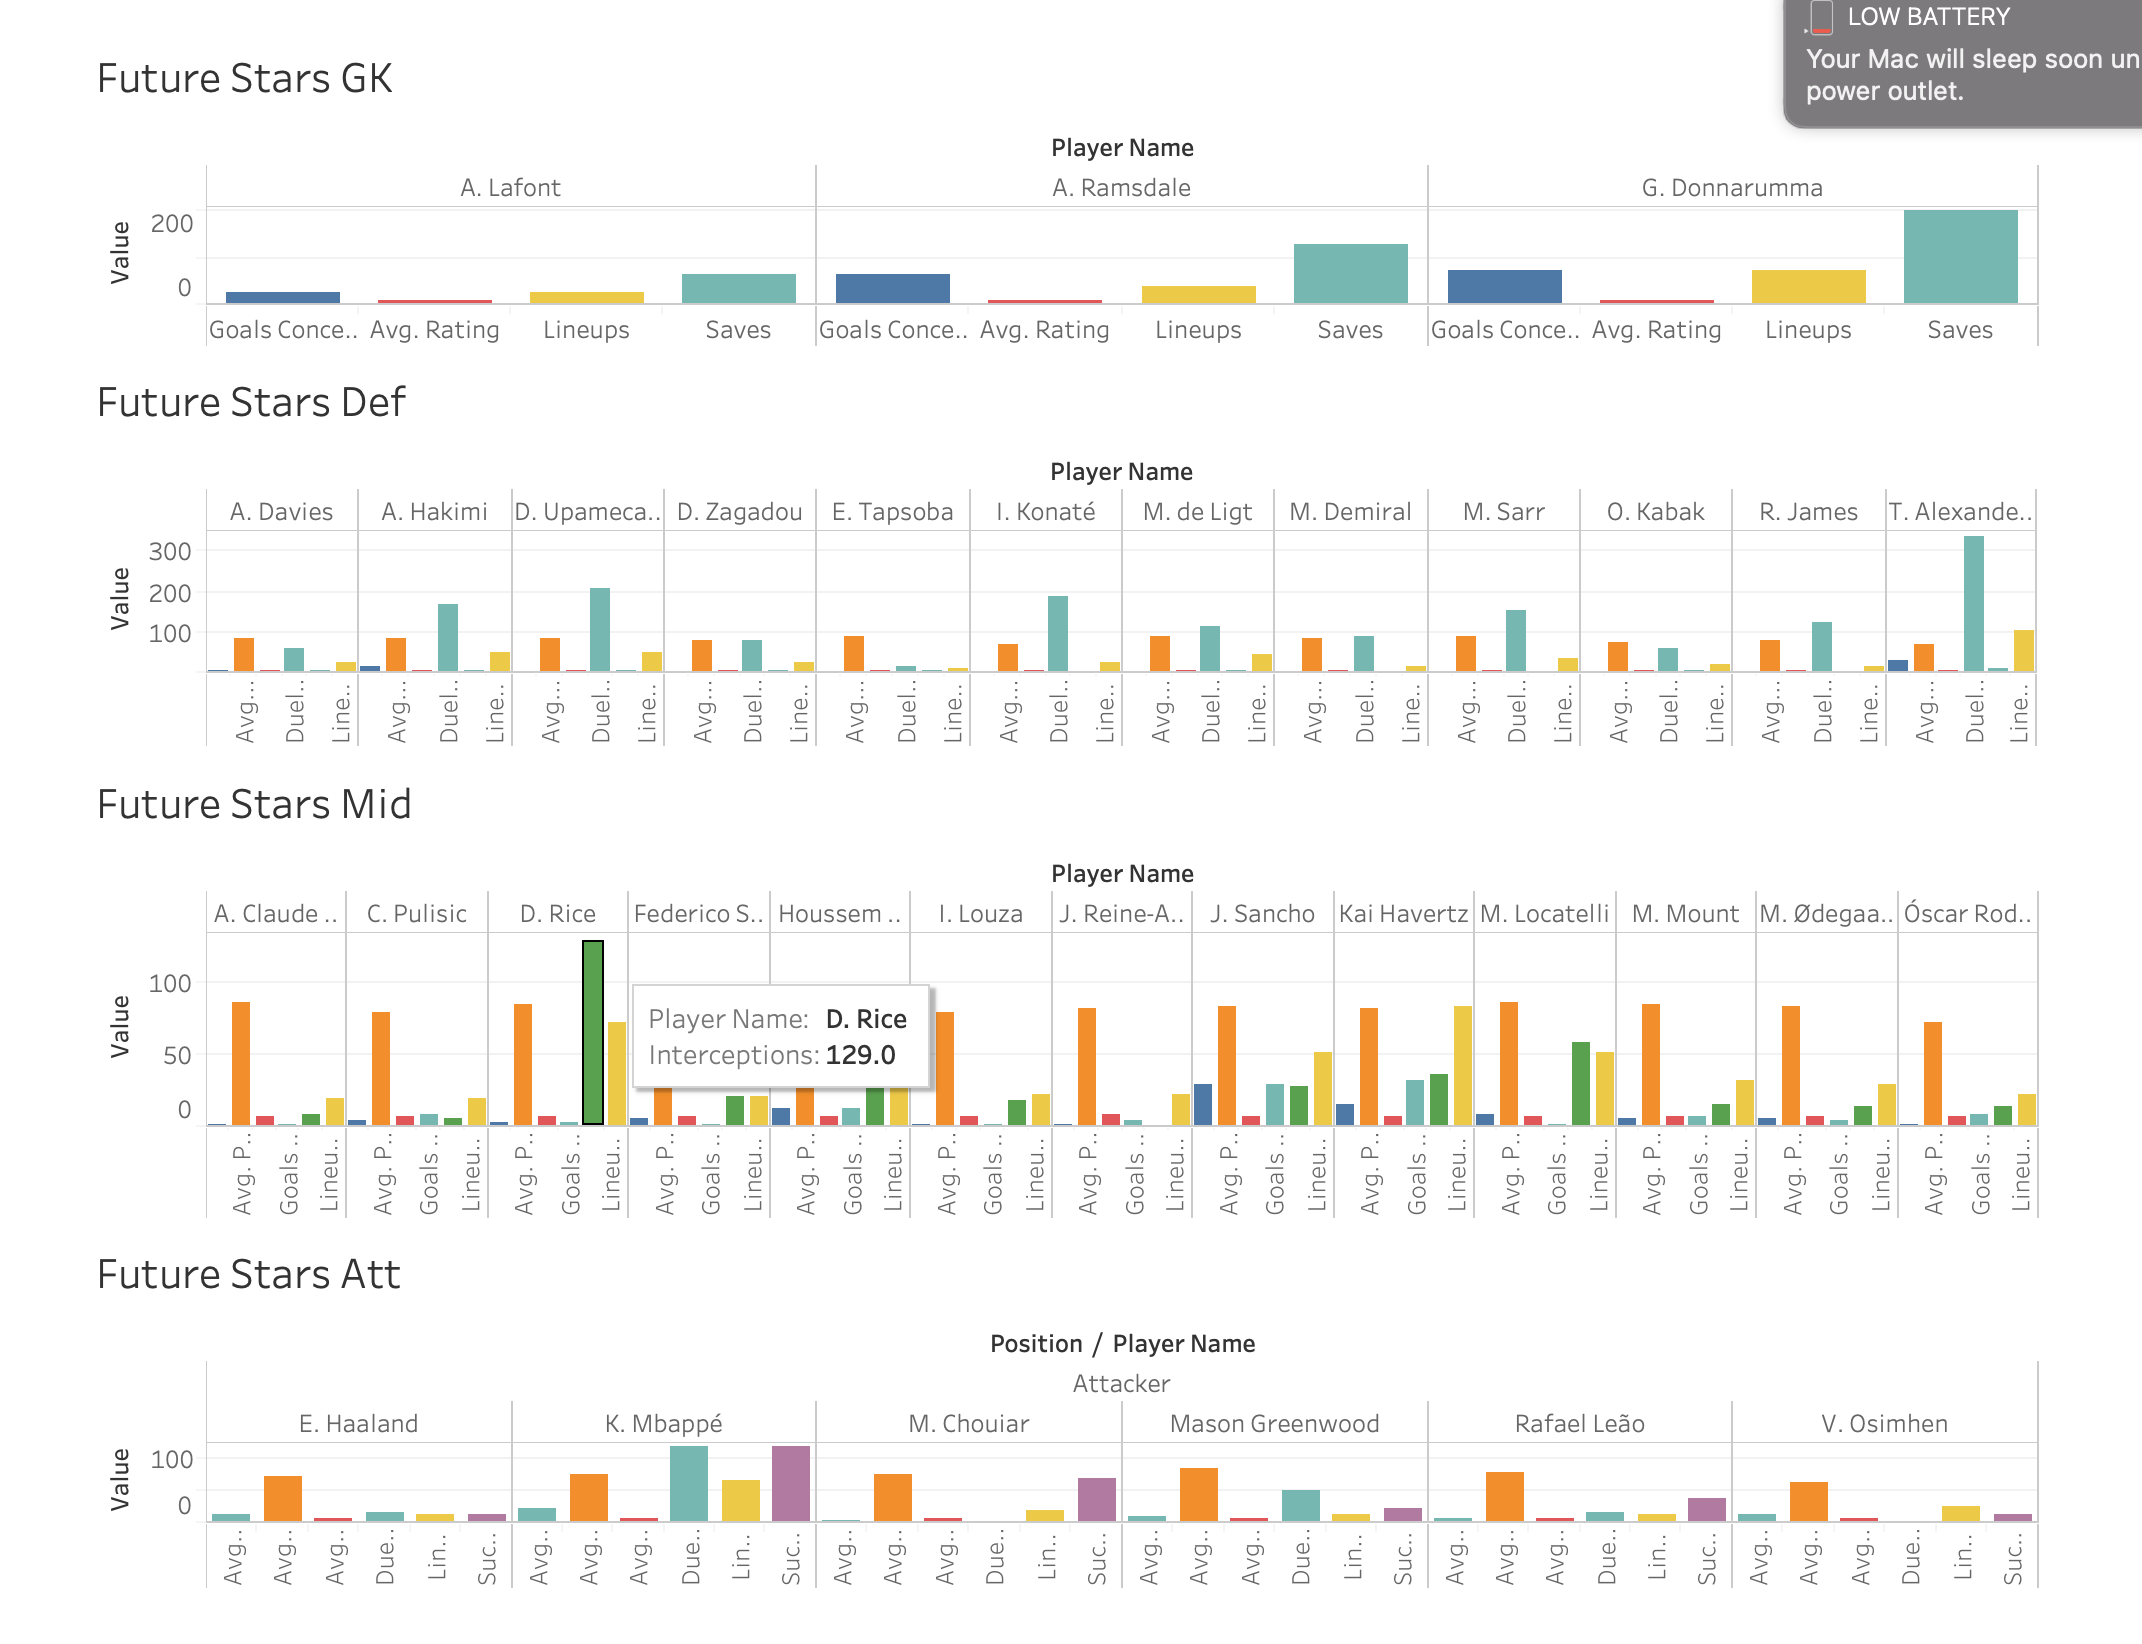 LOW BATTERY
Your Mac will sleep soon un
power outlet.
Future Stars GK
Player Name
A. Lafont A. Ramsdale G. Donnarumma
Value
200
0
Goals Conce.. Avg. Rating Lineups Saves Goals Conce.. Avg. Rating Lineups Saves Goals Conce.. Avg. Rating Lineups Saves
Future Stars Def
Player Name
A. Davies A. Hakimi D. Upameca.. D. Zagadou E. Tapsoba I. Konaté M. de Ligt M. Demiral M. Sarr O. Kabak R. James T. Alexande..
Value
300
200
100
Avg... Duel.. Line.. Avg... Duel.. Line.. Avg... Duel.. Line.. Avg... Duel.. Line.. Avg... Duel.. Line.. Avg... Duel.. Line.. Avg... Duel.. Line.. Avg... Duel.. Line.. Avg... Duel.. Line.. Avg... Duel.. Line.. Avg... Duel.. Line.. Avg... Duel.. Line..
Future Stars Mid
Player Name
A. Claude .. C. Pulisic D. Rice Federico S.. Houssem .. I. Louza J. Reine-A.. J. Sancho Kai Havertz M. Locatelli M. Mount M. Ødegaa.. Óscar Rod..
Value
100
50
0
Player Name: D. Rice
Interceptions: 129.0
Avg. P.. Goals .. Lineu.. Avg. P.. Goals .. Lineu.. Avg. P.. Goals .. Lineu.. Avg. P.. Goals .. Lineu.. Avg. P.. Goals .. Lineu.. Avg. P.. Goals .. Lineu.. Avg. P.. Goals .. Lineu.. Avg. P.. Goals .. Lineu.. Avg. P.. Goals .. Lineu.. Avg. P.. Goals .. Lineu.. Avg. P.. Goals .. Lineu.. Avg. P.. Goals .. Lineu.. Avg. P.. Goals .. Lineu..
Future Stars Att
Position / Player Name
Attacker
E. Haaland K. Mbappé M. Chouiar Mason Greenwood Rafael Leão V. Osimhen
Value
100
0
Avg.. Avg.. Avg.. Due.. Lin.. Suc.. Avg.. Avg.. Avg.. Due.. Lin.. Suc.. Avg.. Avg.. Avg.. Due.. Lin.. Suc.. Avg.. Avg.. Avg.. Due.. Lin.. Suc.. Avg.. Avg.. Avg.. Due.. Lin.. Suc.. Avg.. Avg.. Avg.. Due.. Lin.. Suc..